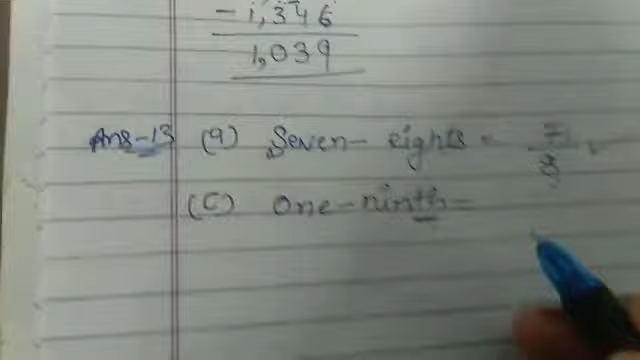 - 1,346
1,039
Ans-13 (a) Seven- eights = 7/8.
(C) One-ninth =